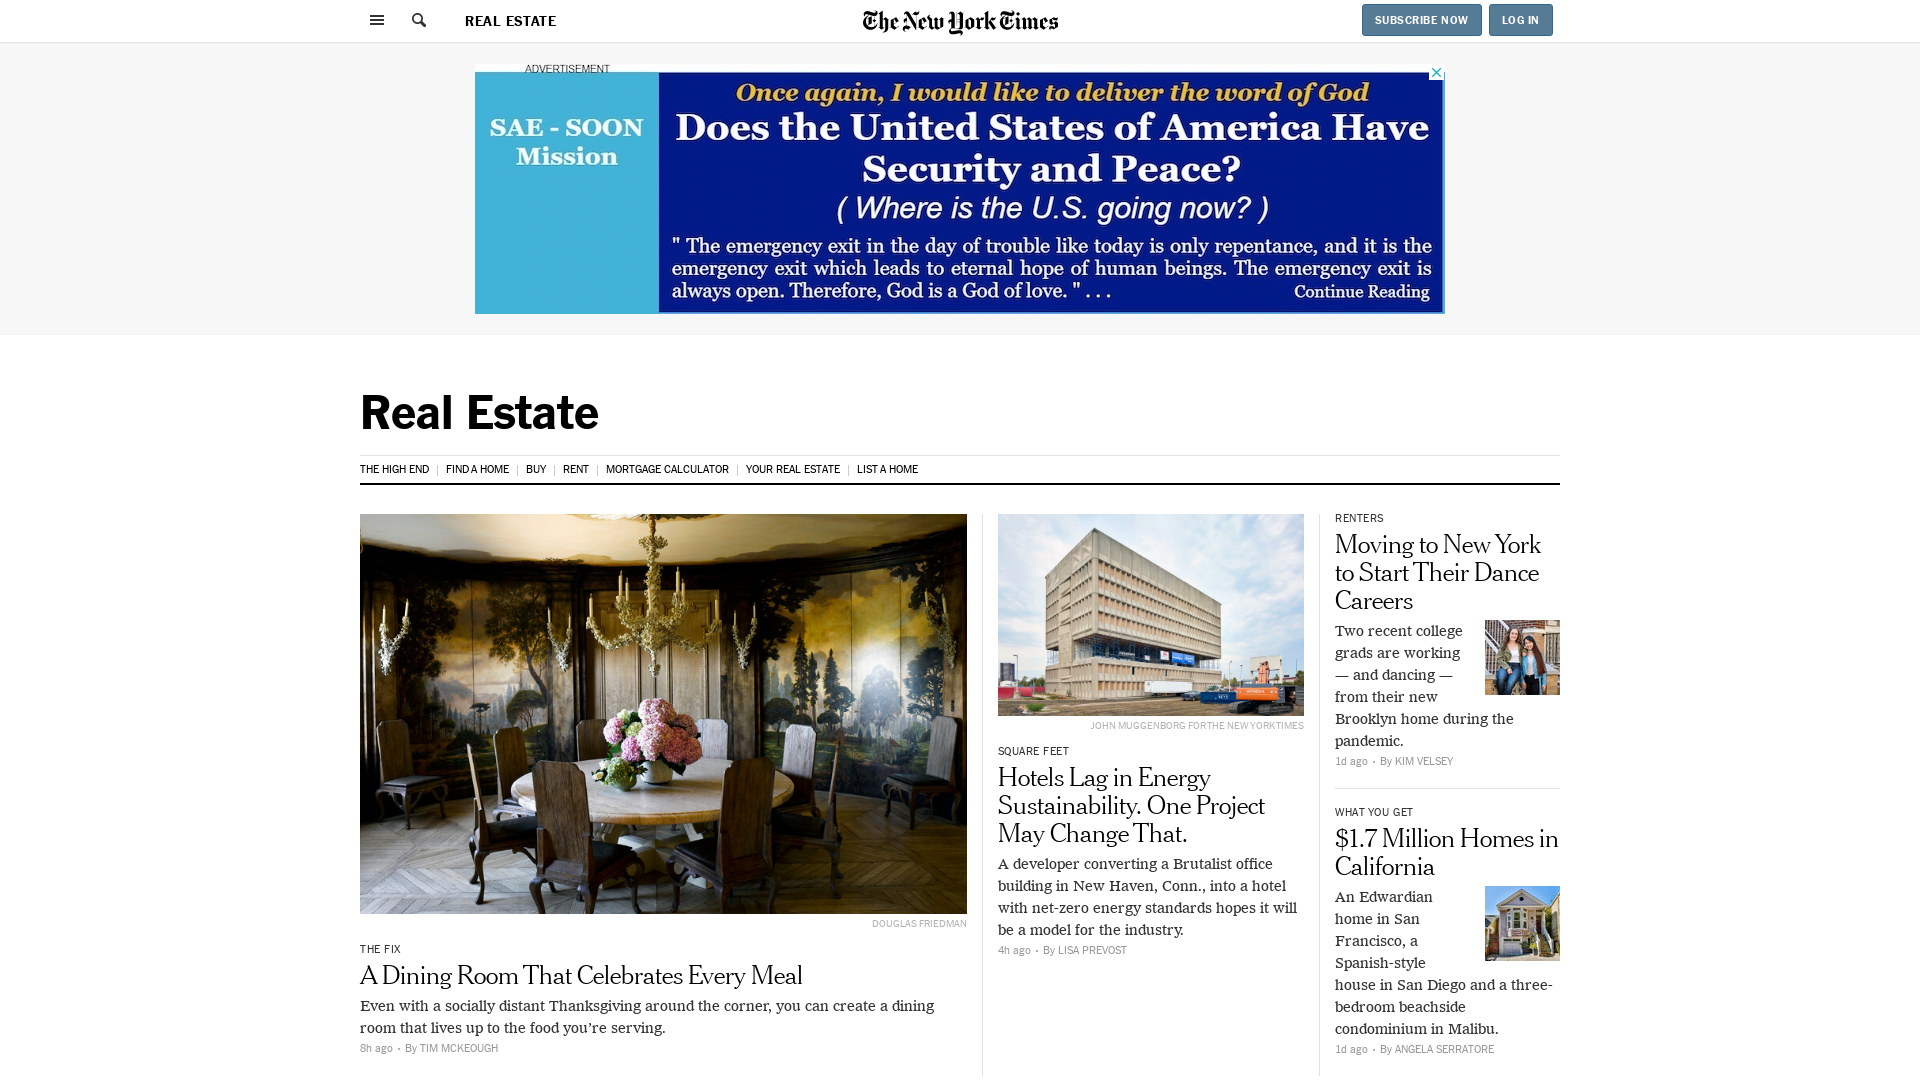 REAL ESTATE
The New York Times
SUBSCRIBE NOW
LOG IN
ADVERTISEMENT
SAE - SOON
Mission
Once again, I would like to deliver the word of God
Does the United States of America Have
Security and Peace?
( Where is the U.S. going now? )
" The emergency exit in the day of trouble like today is only repentance, and it is the
emergency exit which leads to eternal hope of human beings. The emergency exit is
always open. Therefore, God is a God of love. " . . .
Continue Reading
Real Estate
THE HIGH END
FIND A HOME
BUY
RENT
MORTGAGE CALCULATOR
YOUR REAL ESTATE
LIST A HOME
DOUGLAS FRIEDMAN
THE FIX
A Dining Room That Celebrates Every Meal
Even with a socially distant Thanksgiving around the corner, you can create a dining
room that lives up to the food you’re serving.
8h ago • By TIM MCKEOUGH
JOHN MUGGENBORG FOR THE NEW YORK TIMES
SQUARE FEET
Hotels Lag in Energy
Sustainability. One Project
May Change That.
A developer converting a Brutalist office
building in New Haven, Conn., into a hotel
with net-zero energy standards hopes it will
be a model for the industry.
4h ago • By LISA PREVOST
RENTERS
Moving to New York
to Start Their Dance
Careers
Two recent college
grads are working
— and dancing —
from their new
Brooklyn home during the
pandemic.
1d ago • By KIM VELSEY
WHAT YOU GET
$1.7 Million Homes in
California
An Edwardian
home in San
Francisco, a
Spanish-style
house in San Diego and a three-
bedroom beachside
condominium in Malibu.
1d ago • By ANGELA SERRATORE